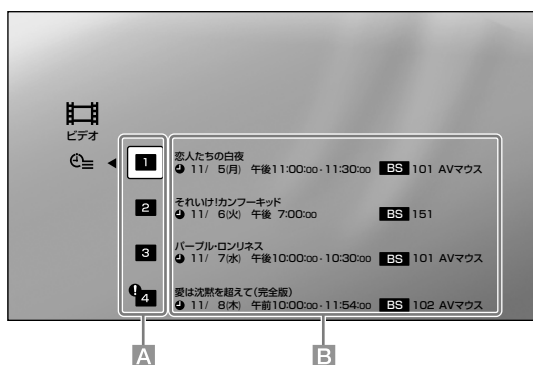 ビデオ
1
恋人たちの白夜
11/ 5(月) 午後11:00:00-11:30:00 BS 101 AVマウス
2
それいけ!カンフーキッド
11/ 6(火) 午後 7:00:00 BS 151
3
パープル・ロンリネス
11/ 7(水) 午後10:00:00-10:30:00 BS 101 AVマウス
! 4
愛は沈黙を超えて(完全版)
11/ 8(木) 午前10:00:00-11:54:00 BS 102 AVマウス
A B